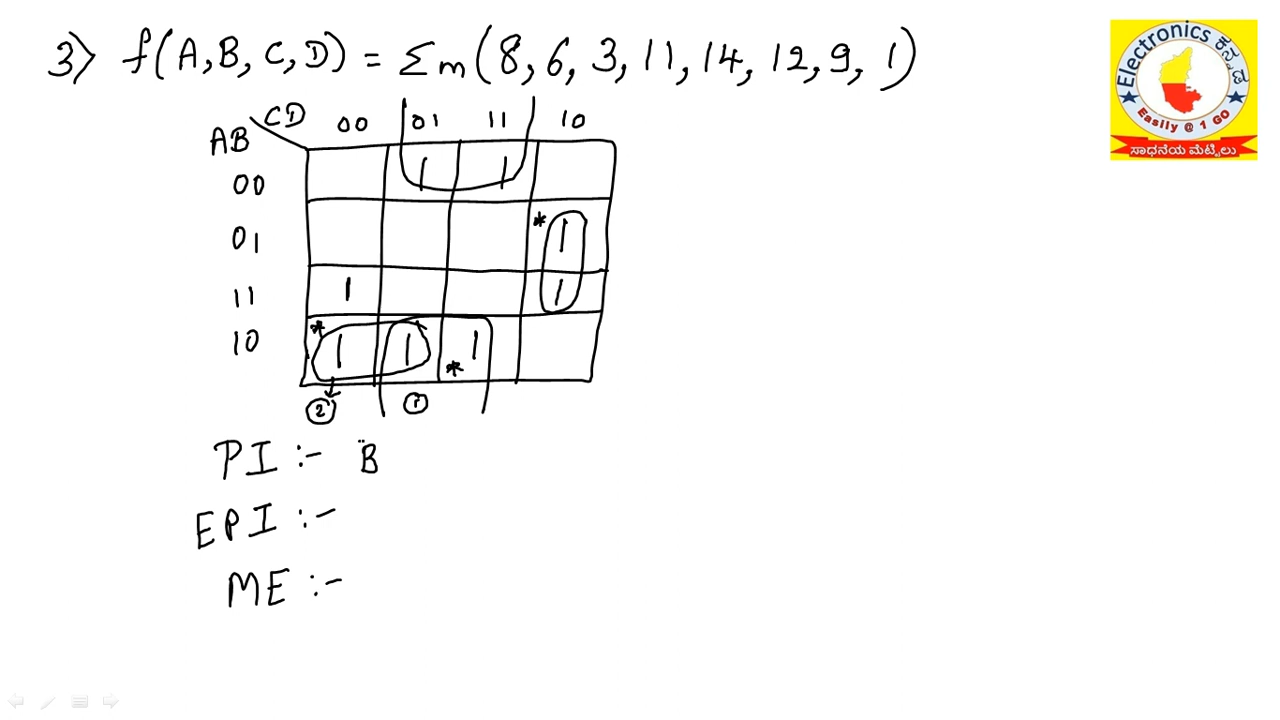 3) f(A,B,C,D) = Σm(8, 6, 3, 11, 14, 12, 9, 1)
Electronics ಕನ್ನಡ
Easily @ 1 GO
ಸಾಧನೆಯ ಮೆಟ್ಟಿಲು
CD 00 01 11 10
AB
00 1 1
01 * 1
11 1 1
10 * 1 1 * 1
2 1
PI :- B
EPI :-
ME :-